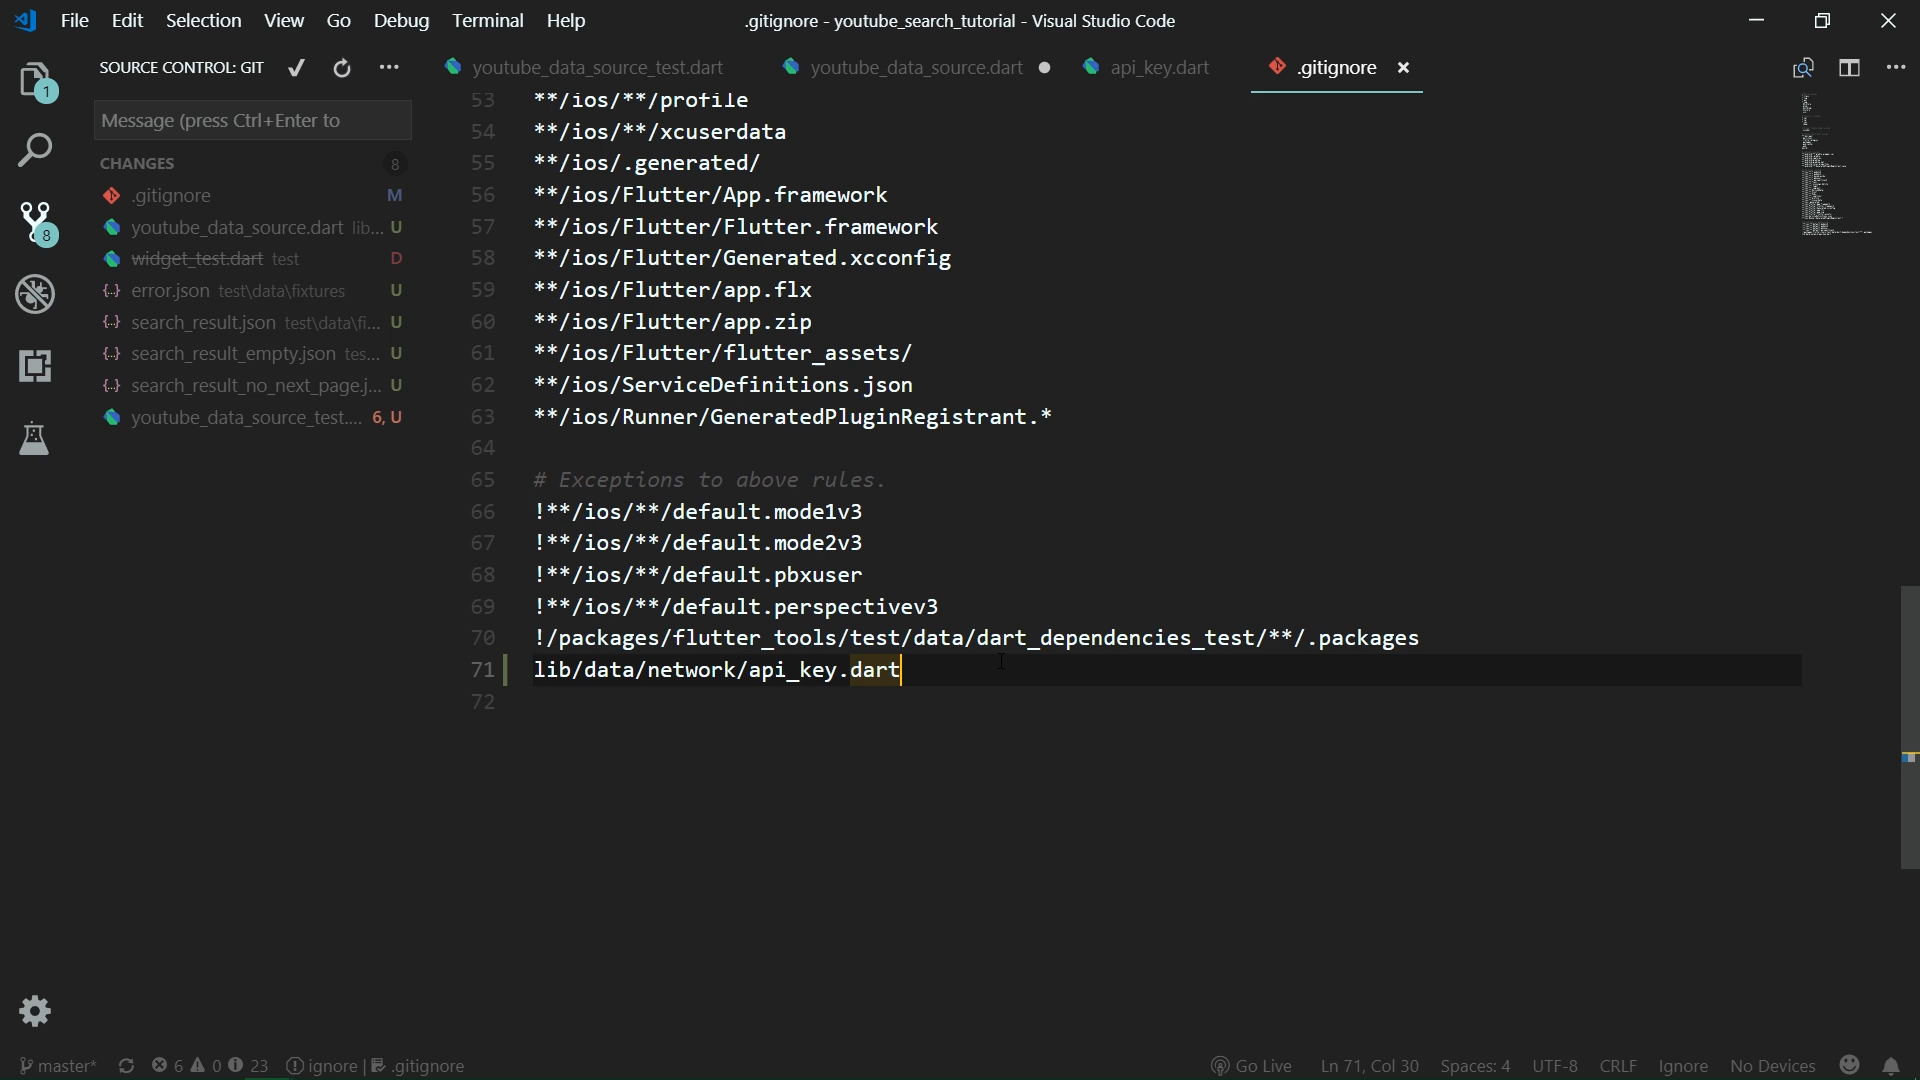 File Edit Selection View Go Debug Terminal Help
.gitignore - youtube_search_tutorial - Visual Studio Code
SOURCE CONTROL: GIT
youtube_data_source_test.dart
youtube_data_source.dart
api_key.dart
.gitignore
1
Message (press Ctrl+Enter to
CHANGES 8
.gitignore M
youtube_data_source.dart lib... U
8
widget_test.dart test D
error.json test\data\fixtures U
search_result.json test\data\fi... U
search_result_empty.json tes... U
search_result_no_next_page.j... U
youtube_data_source_test.... 6, U
53 **/ios/**/profile
54 **/ios/**/xcuserdata
55 **/ios/.generated/
56 **/ios/Flutter/App.framework
57 **/ios/Flutter/Flutter.framework
58 **/ios/Flutter/Generated.xcconfig
59 **/ios/Flutter/app.flx
60 **/ios/Flutter/app.zip
61 **/ios/Flutter/flutter_assets/
62 **/ios/ServiceDefinitions.json
63 **/ios/Runner/GeneratedPluginRegistrant.*
64
65 # Exceptions to above rules.
66 !**/ios/**/default.mode1v3
67 !**/ios/**/default.mode2v3
68 !**/ios/**/default.pbxuser
69 !**/ios/**/default.perspectivev3
70 !/packages/flutter_tools/test/data/dart_dependencies_test/**/.packages
71 lib/data/network/api_key.dart
72
master* 6 0 23 ignore | .gitignore
Go Live Ln 71, Col 30 Spaces: 4 UTF-8 CRLF Ignore No Devices